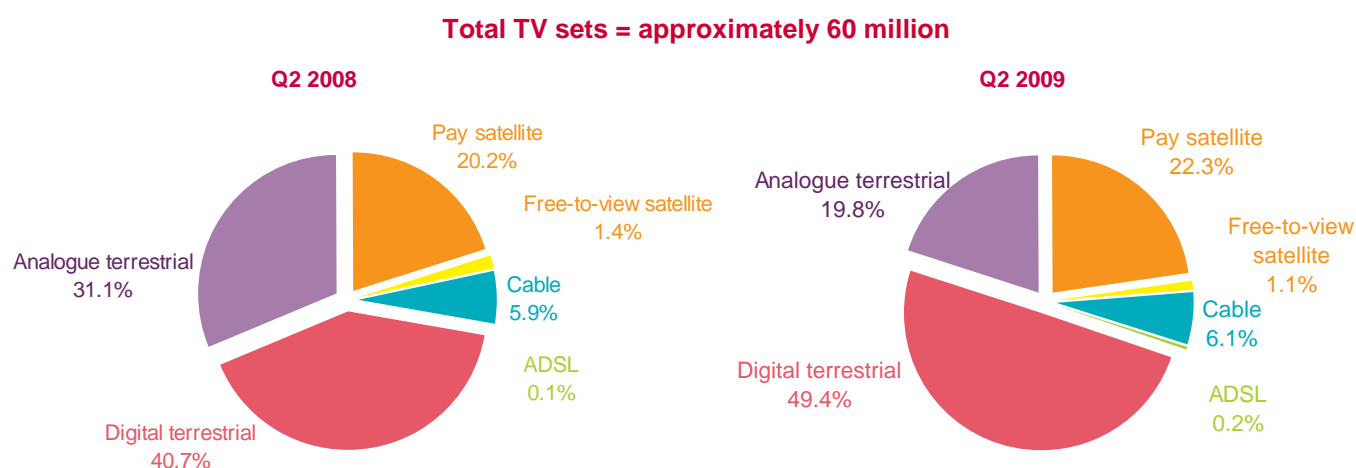 Total TV sets = approximately 60 million
Q2 2008
Pay satellite
20.2%
Free-to-view satellite
1.4%
Cable
5.9%
ADSL
0.1%
Digital terrestrial
40.7%
Analogue terrestrial
31.1%
Q2 2009
Pay satellite
22.3%
Free-to-view
satellite
1.1%
Cable
6.1%
ADSL
0.2%
Digital terrestrial
49.4%
Analogue terrestrial
19.8%